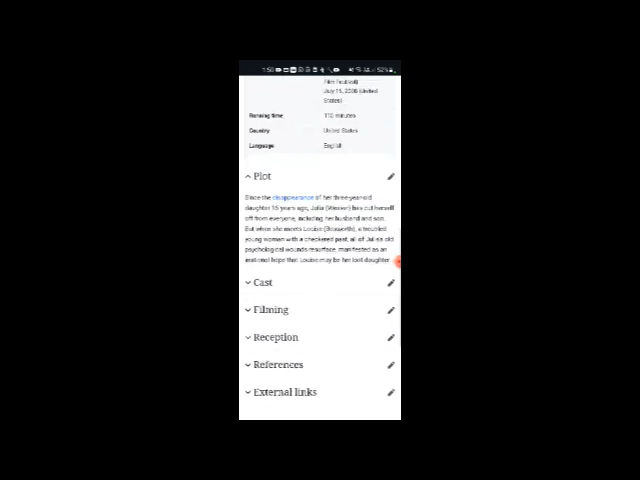 1:50
50%
July 15, 2008 (United
States)
Running time 110 minutes
Country United States
Language English
Plot
Since the disappearance of her three-year-old
daughter 15 years ago, Julia (Weaver) has cut herself
off from everyone, including her husband and son.
But when she meets Louise (Bosworth), a troubled
young woman with a checkered past, all of Julia's old
psychological wounds resurface, manifested as an
irrational hope that Louise may be her lost daughter
Cast
Filming
Reception
References
External links